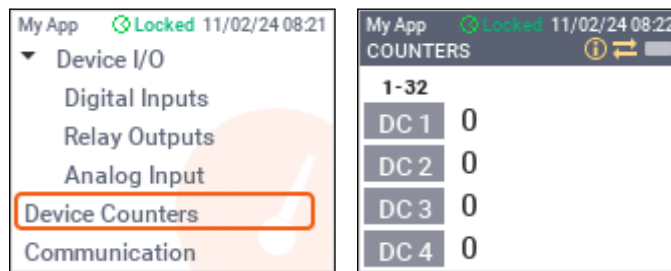 My App Locked 11/02/24 08:21
Device I/O
Digital Inputs
Relay Outputs
Analog Input
Device Counters
Communication
My App Locked 11/02/24 08:22
COUNTERS
1-32
DC 1 0
DC 2 0
DC 3 0
DC 4 0